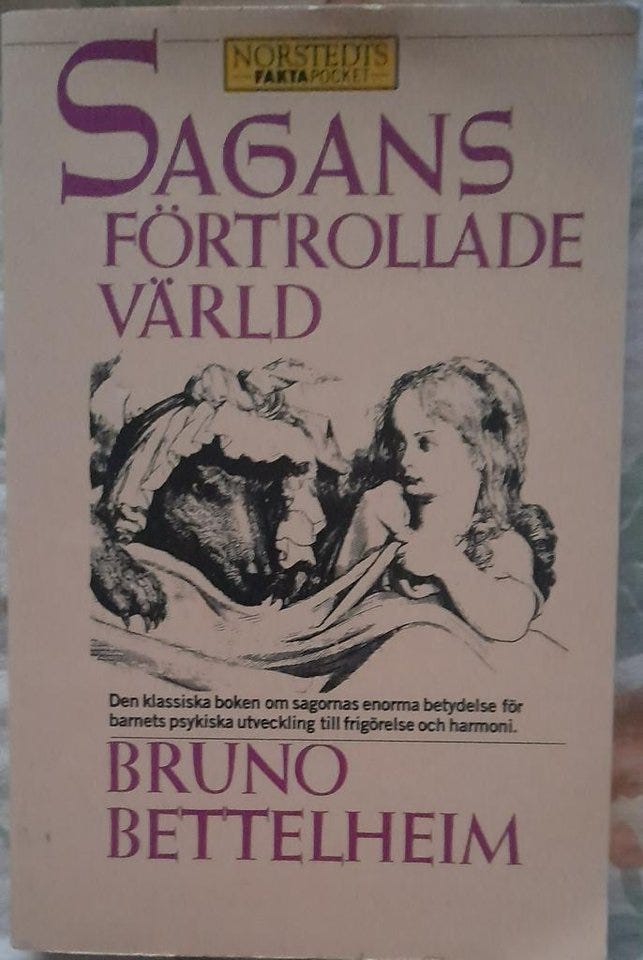 NORSTEDTS
FAKTAPOCKET
SAGANS
FÖRTROLLADE
VÄRLD
Den klassiska boken om sagornas enorma betydelse för
barnets psykiska utveckling till frigörelse och harmoni.
BRUNO
BETTELHEIM